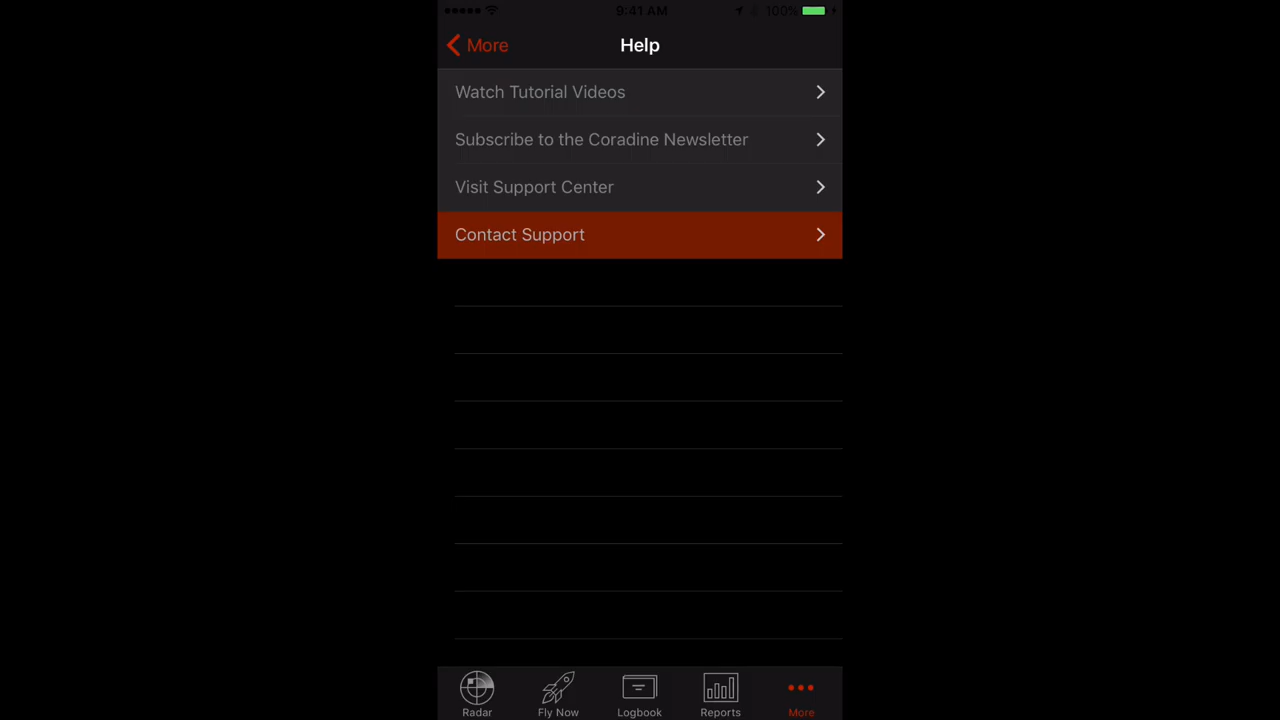 9:41 AM 100%
More Help
Watch Tutorial Videos
Subscribe to the Coradine Newsletter
Visit Support Center
Contact Support
Radar Fly Now Logbook Reports More